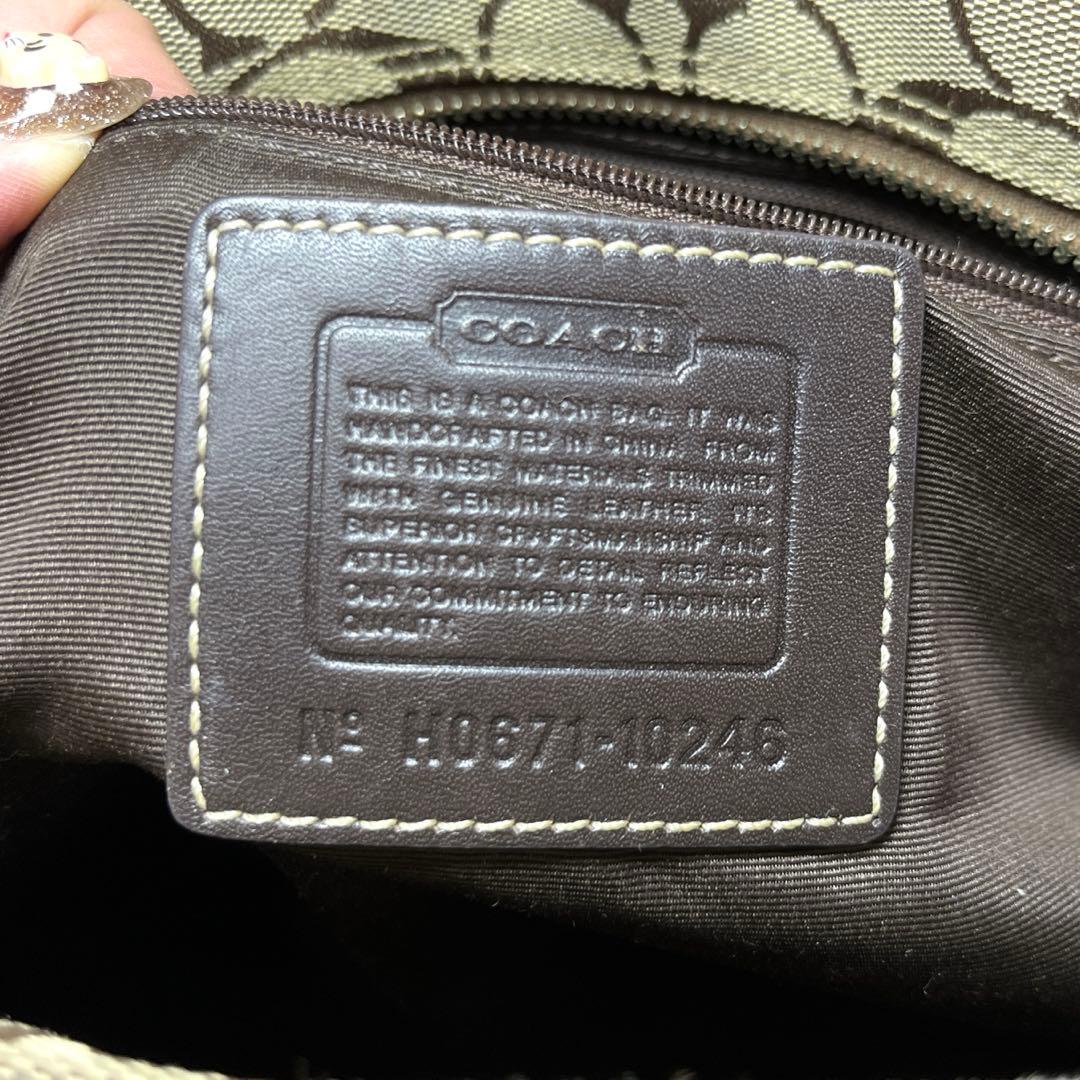 COACH
THIS IS A COACH BAG. IT WAS
HANDCRAFTED IN CHINA FROM
THE FINEST MATERIALS TRIMMED
WITH GENUINE LEATHER. ITS
SUPERIOR CRAFTSMANSHIP AND
ATTENTION TO DETAIL REFLECT
OUR COMMITMENT TO ENDURING
QUALITY.
Nº H0671-10246